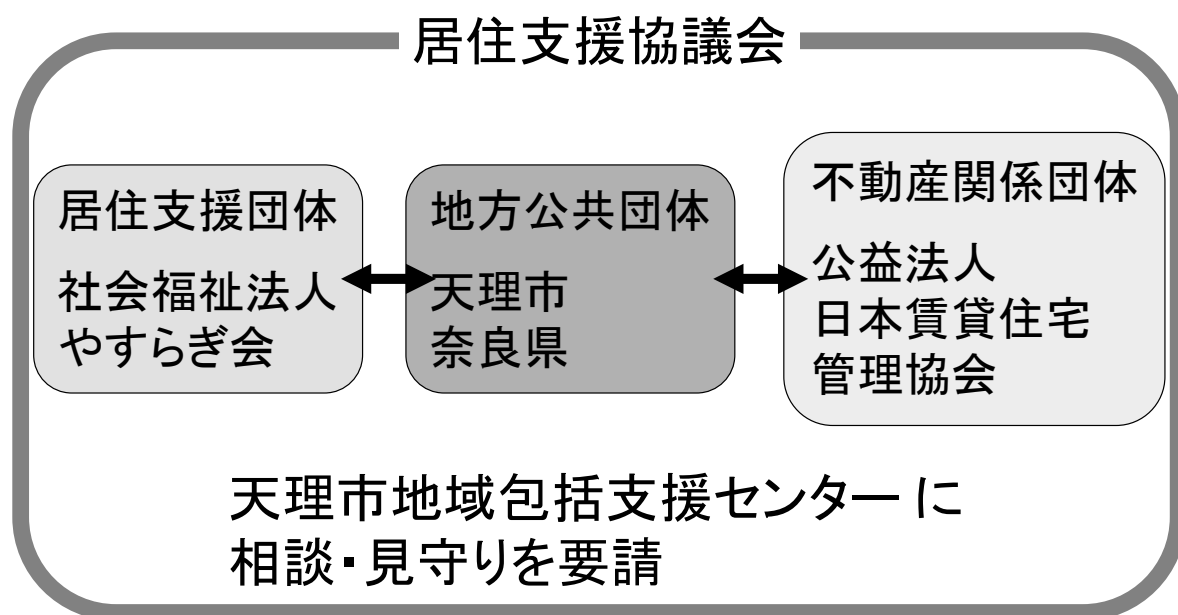 居住支援協議会
居住支援団体
社会福祉法人
やすらぎ会
地方公共団体
天理市
奈良県
不動産関係団体
公益法人
日本賃貸住宅
管理協会
天理市地域包括支援センター に
相談・見守りを要請